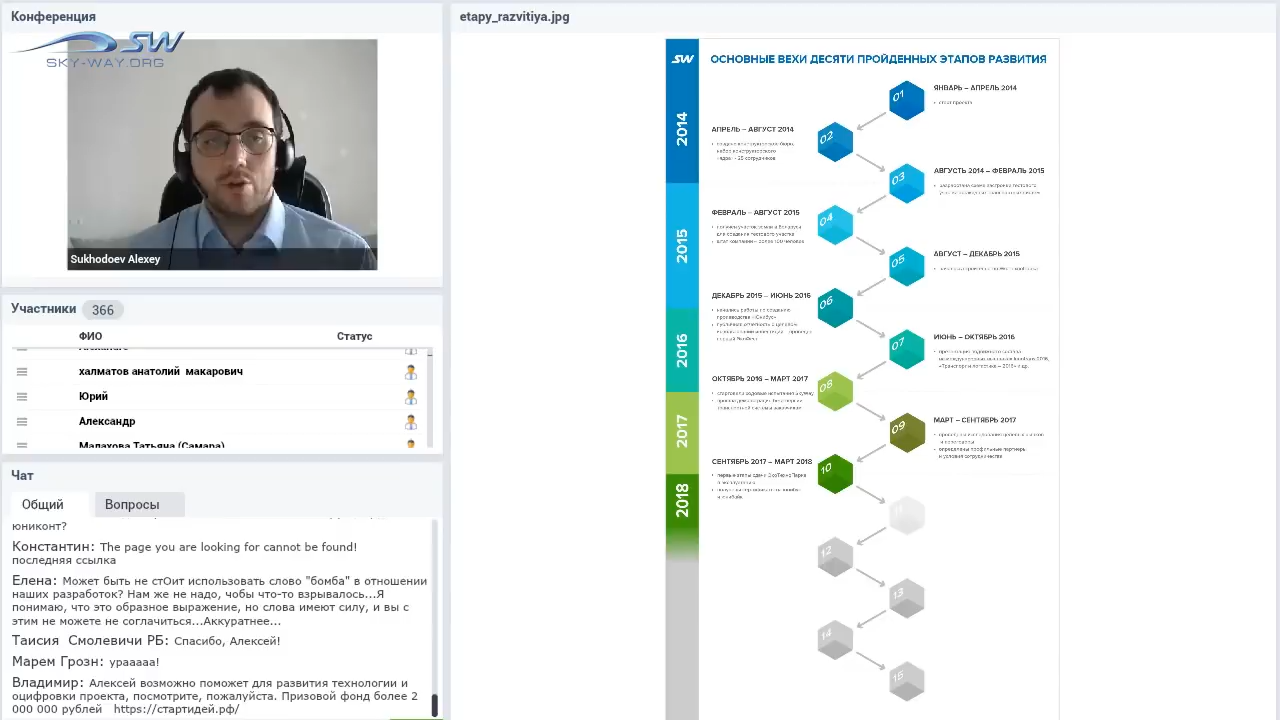 Конференция
SW
SKY-WAY.ORG
Sukhodoev Alexey
Участники 366
ФИО Статус
халматов анатолий макарович
Юрий
Александр
Малахова Татьяна (Самара)
Чат
Общий Вопросы
юниконт?
Константин: The page you are looking for cannot be found!
последняя ссылка
Елена: Может быть не стОит использовать слово "бомба" в отношении
наших разработок? Нам же не надо, чобы что-то взрывалось...Я
понимаю, что это образное выражение, но слова имеют силу, и вы с
этим не можете не соглачиться...Аккуратнее...
Таисия Смолевичи РБ: Спасибо, Алексей!
Марем Грозн: урааааа!
Владимир: Алексей возможно поможет для развития технологии и
оцифровки проекта, посмотрите, пожалуйста. Призовой фонд более 2
000 000 рублей https://стартидей.рф/
etapy_razvitiya.jpg
SW
ОСНОВНЫЕ ВЕХИ ДЕСЯТИ ПРОЙДЕННЫХ ЭТАПОВ РАЗВИТИЯ
2014
2015
2016
2017
2018
01
ЯНВАРЬ – АПРЕЛЬ 2014
• старт проекта
02
АПРЕЛЬ – АВГУСТ 2014
03
АВГУСТЬ 2014 – ФЕВРАЛЬ 2015
04
ФЕВРАЛЬ – АВГУСТ 2015
05
АВГУСТ – ДЕКАБРЬ 2015
06
ДЕКАБРЬ 2015 – ИЮНЬ 2016
07
ИЮНЬ – ОКТЯБРЬ 2016
08
ОКТЯБРЬ 2016 – МАРТ 2017
09
МАРТ – СЕНТЯБРЬ 2017
10
СЕНТЯБРЬ 2017 – МАРТ 2018
11
12
13
14
15